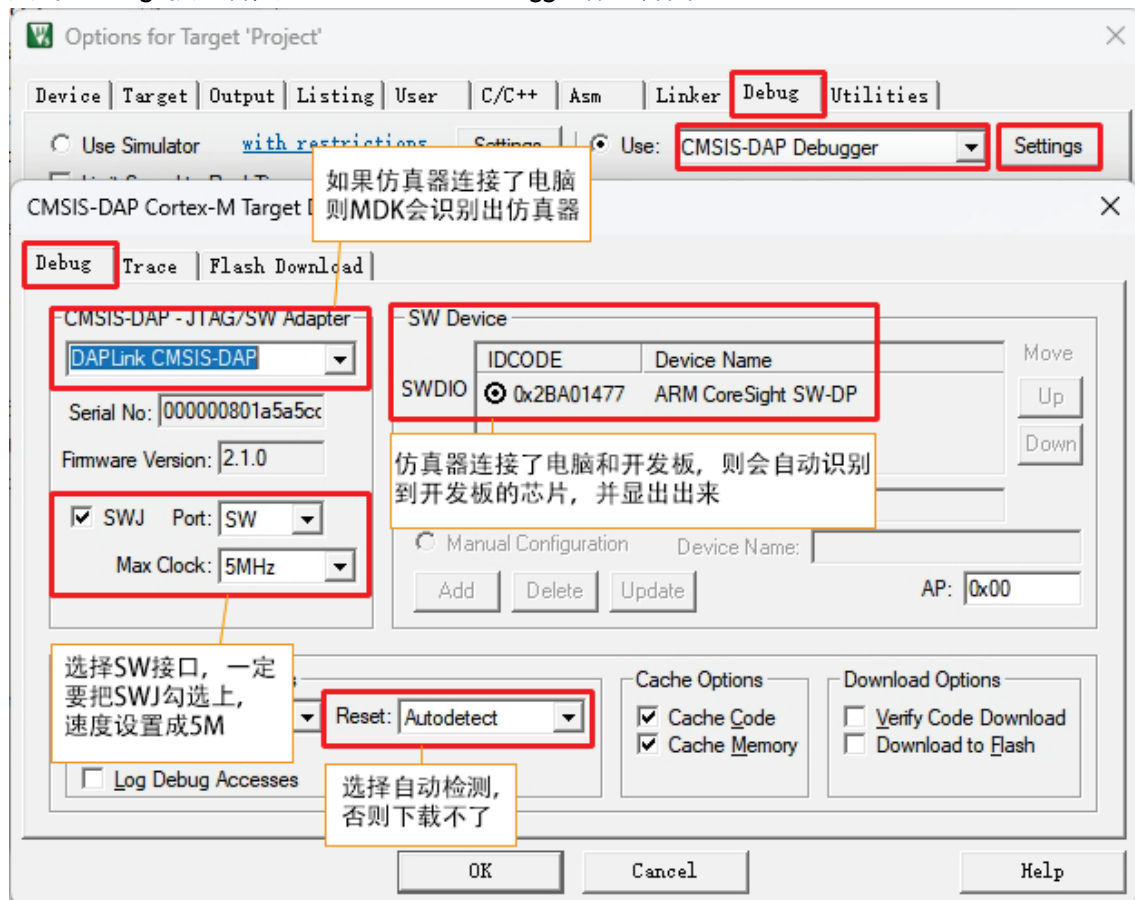 Options for Target 'Project'
Device Target Output Listing User C/C++ Asm Linker Debug Utilities
Use Simulator with restrictions Settings Use: CMSIS-DAP Debugger Settings
如果仿真器连接了电脑
则MDK会识别出仿真器
CMSIS-DAP Cortex-M Target
Debug Trace Flash Download
CMSIS-DAP - JTAG/SW Adapter
DAPLink CMSIS-DAP
Serial No: 000000801a5a5cc
Firmware Version: 2.1.0
SWJ Port: SW
Max Clock: 5MHz
SW Device
IDCODE Device Name
SWDIO 0x2BA01477 ARM CoreSight SW-DP
Move
Up
Down
仿真器连接了电脑和开发板，则会自动识别
到开发板的芯片，并显出出来
Manual Configuration Device Name:
Add Delete Update AP: 0x00
选择SW接口，一定
要把SWJ勾选上，
速度设置成5M
Reset: Autodetect
Log Debug Accesses
选择自动检测，
否则下载不了
Cache Options
Cache Code
Cache Memory
Download Options
Verify Code Download
Download to Flash
OK Cancel Help